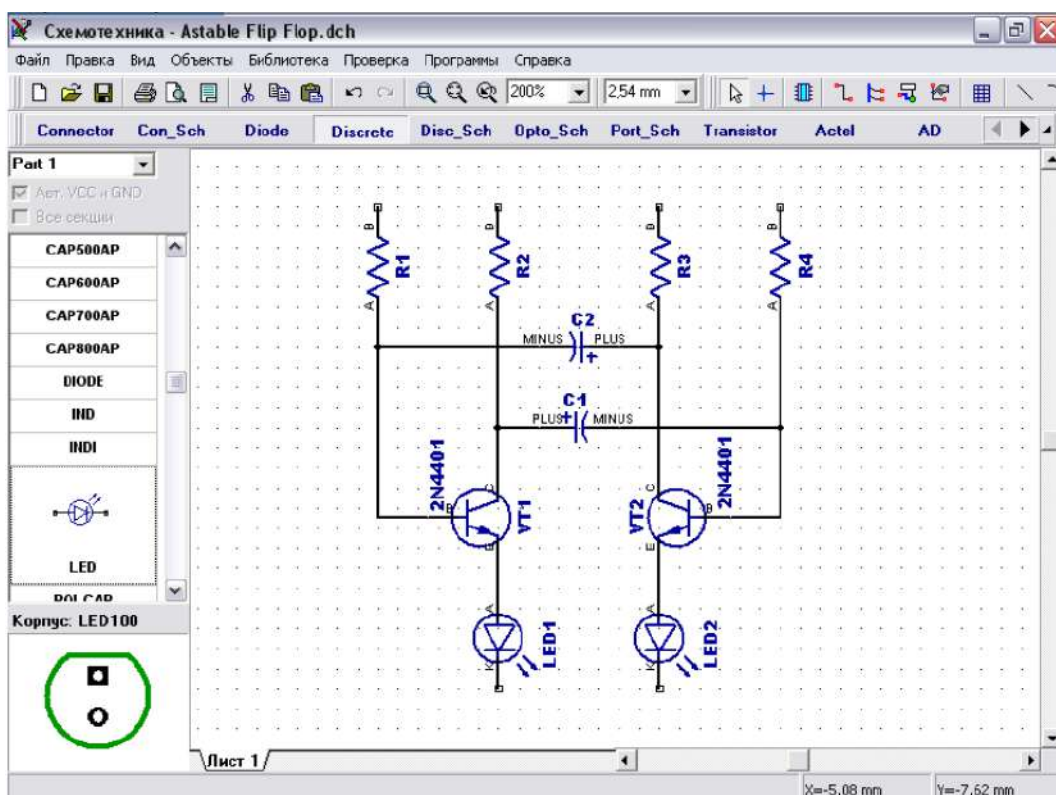 Схемотехника - Astable Flip Flop.dch
Файл Правка Вид Объекты Библиотека Проверка Программы Справка
200% 2,54 mm
Connector Con_Sch Diode Discrete Disc_Sch Opto_Sch Port_Sch Transistor Actel AD
Part 1
Авт. VCC и GND
Все секции
CAP500AP
CAP600AP
CAP700AP
CAP800AP
DIODE
IND
INDI
LED
POLCAP
Корпус: LED100
B B B B
R1 R2 R3 R4
A A A A
C2
MINUS PLUS
C1
PLUS MINUS
2N4401 C C 2N4401
B VT1 VT2 B
E E
A A
LED1 LED2
K K
Лист 1
X=-5,08 mm Y=-7,62 mm